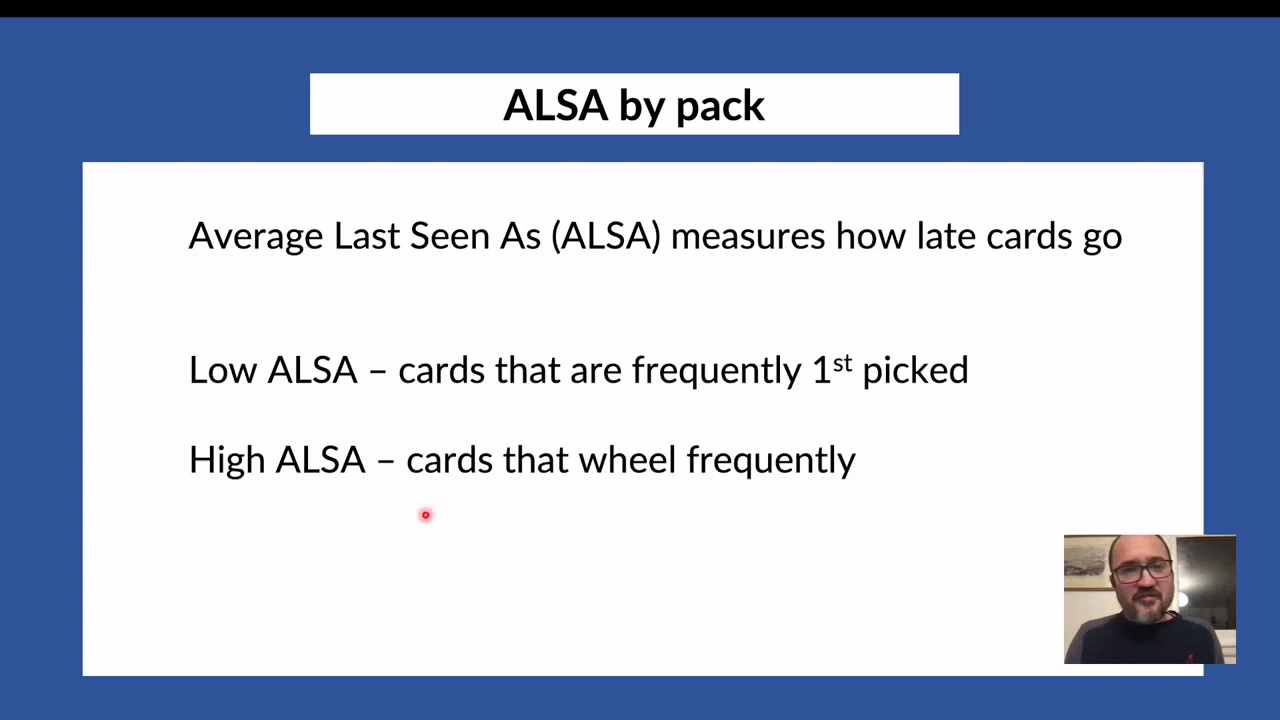 ALSA by pack
Average Last Seen As (ALSA) measures how late cards go
Low ALSA – cards that are frequently 1st picked
High ALSA – cards that wheel frequently